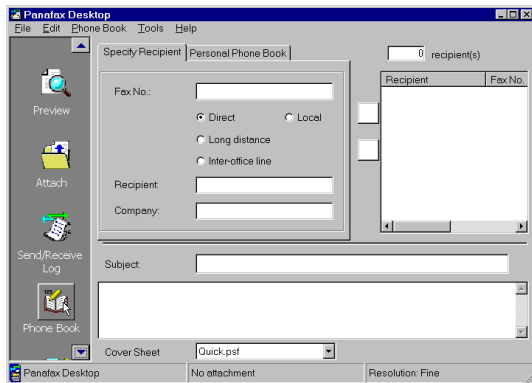 Panafax Desktop
File Edit Phone Book Tools Help
Specify Recipient Personal Phone Book
0 recipient(s)
Recipient Fax No.
Fax No.:
Direct Local
Long distance
Inter-office line
Recipient:
Company:
Preview
Attach
Send/Receive
Log
Phone Book
Subject:
Cover Sheet Quick.psf
Panafax Desktop No attachment Resolution: Fine